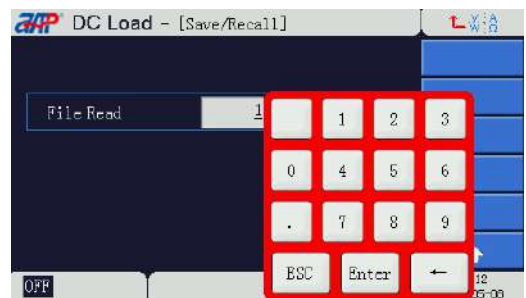 DC Load - [Save/Recall]
File Read 1
1 2 3
0 4 5 6
. 7 8 9
ESC Enter ←
OFF
12